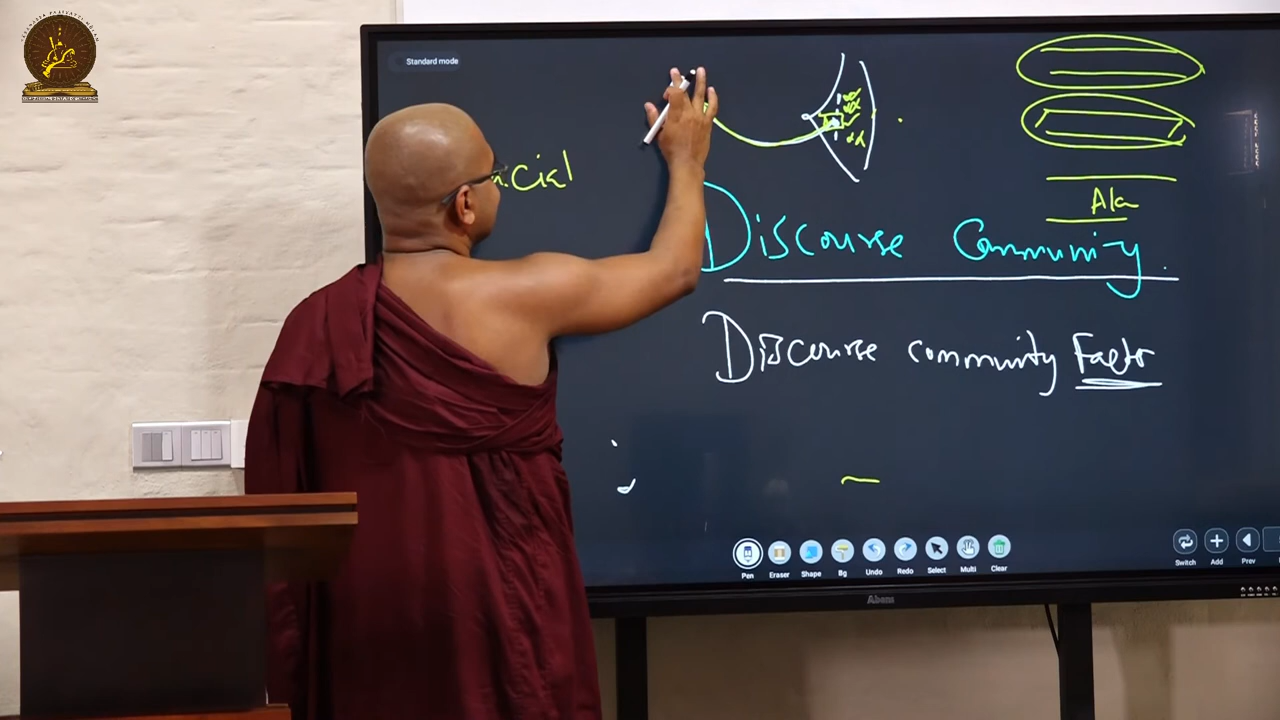 Standard mode
cial
Ala
Discourse Community.
Discourse community Factr
Pen Eraser Shape Bg Undo Redo Select Multi Clear
Switch Add Prev